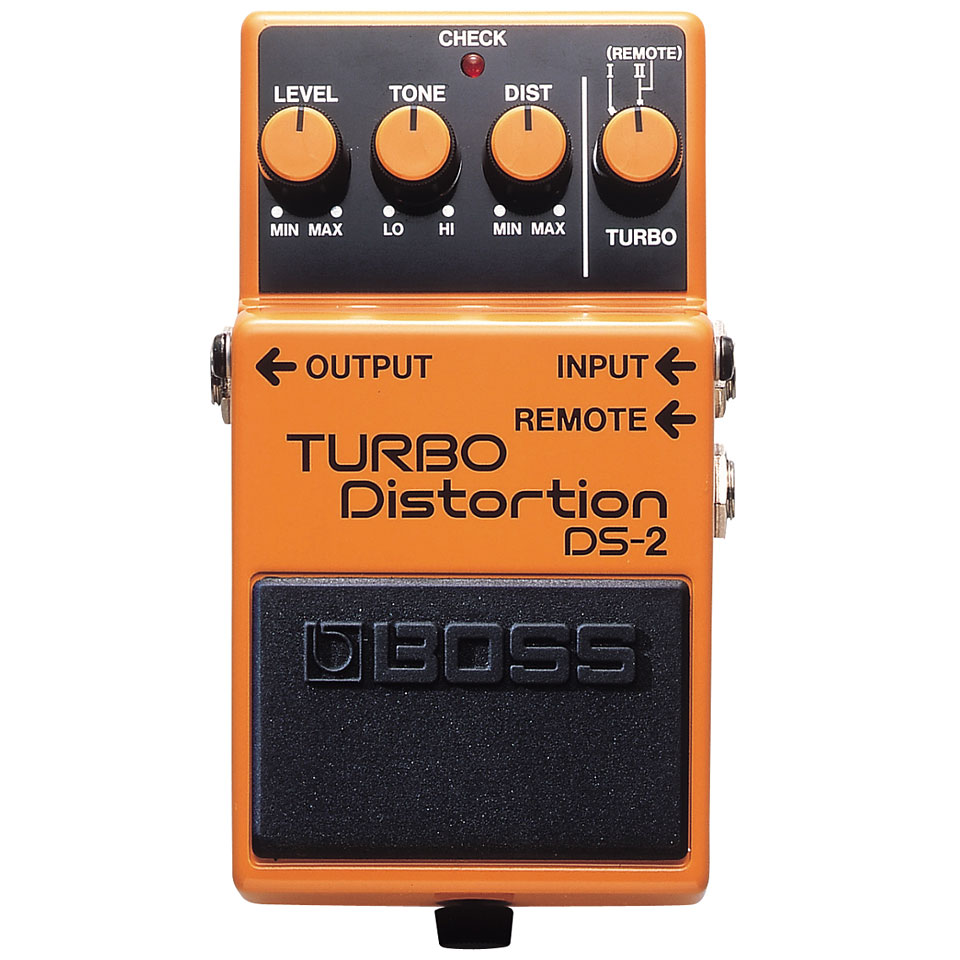 CHECK
(REMOTE)
I II
LEVEL TONE DIST
MIN MAX LO HI MIN MAX TURBO
OUTPUT INPUT
REMOTE
TURBO
Distortion
DS-2
BOSS